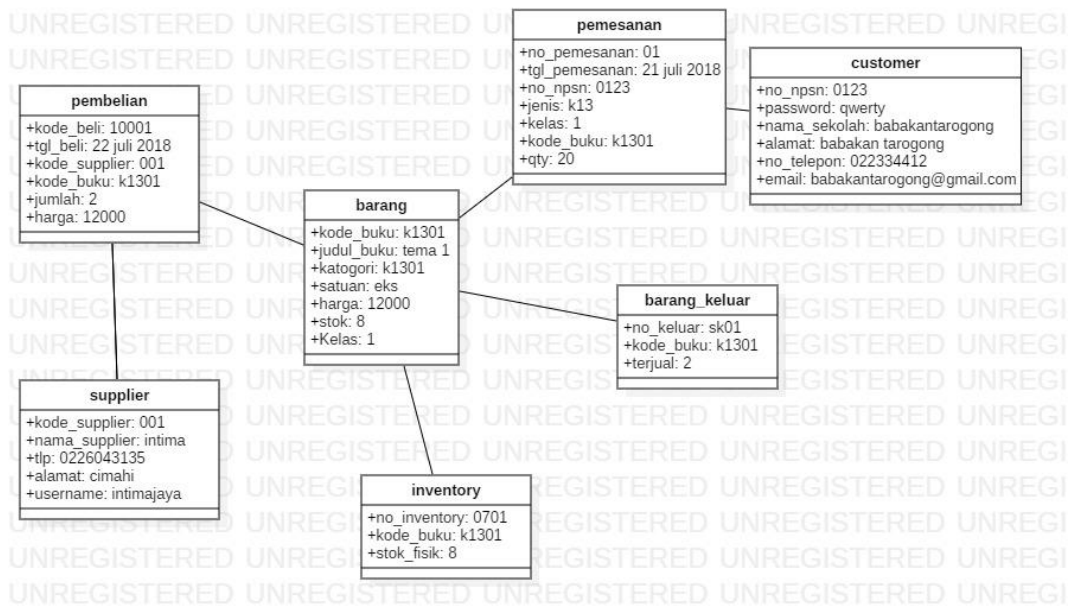 pemesanan
+no_pemesanan: 01
+tgl_pemesanan: 21 juli 2018
+no_npsn: 0123
+jenis: k13
+kelas: 1
+kode_buku: k1301
+qty: 20
customer
+no_npsn: 0123
+password: qwerty
+nama_sekolah: babakantarogong
+alamat: babakan tarogong
+no_telepon: 022334412
+email: babakantarogong@gmail.com
pembelian
+kode_beli: 10001
+tgl_beli: 22 juli 2018
+kode_supplier: 001
+kode_buku: k1301
+jumlah: 2
+harga: 12000
barang
+kode_buku: k1301
+judul_buku: tema 1
+katogori: k1301
+satuan: eks
+harga: 12000
+stok: 8
+Kelas: 1
barang_keluar
+no_keluar: sk01
+kode_buku: k1301
+terjual: 2
supplier
+kode_supplier: 001
+nama_supplier: intima
+tlp: 0226043135
+alamat: cimahi
+username: intimajaya
inventory
+no_inventory: 0701
+kode_buku: k1301
+stok_fisik: 8
UNREGISTERED